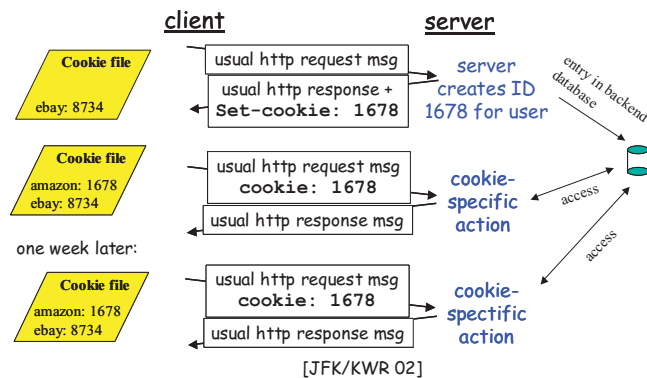 client
server
Cookie file
ebay: 8734
usual http request msg
usual http response +
Set-cookie: 1678
server
creates ID
1678 for user
entry in backend
database
Cookie file
amazon: 1678
ebay: 8734
usual http request msg
cookie: 1678
usual http response msg
cookie-
specific
action
access
access
one week later:
Cookie file
amazon: 1678
ebay: 8734
usual http request msg
cookie: 1678
usual http response msg
cookie-
spectific
action
[JFK/KWR 02]